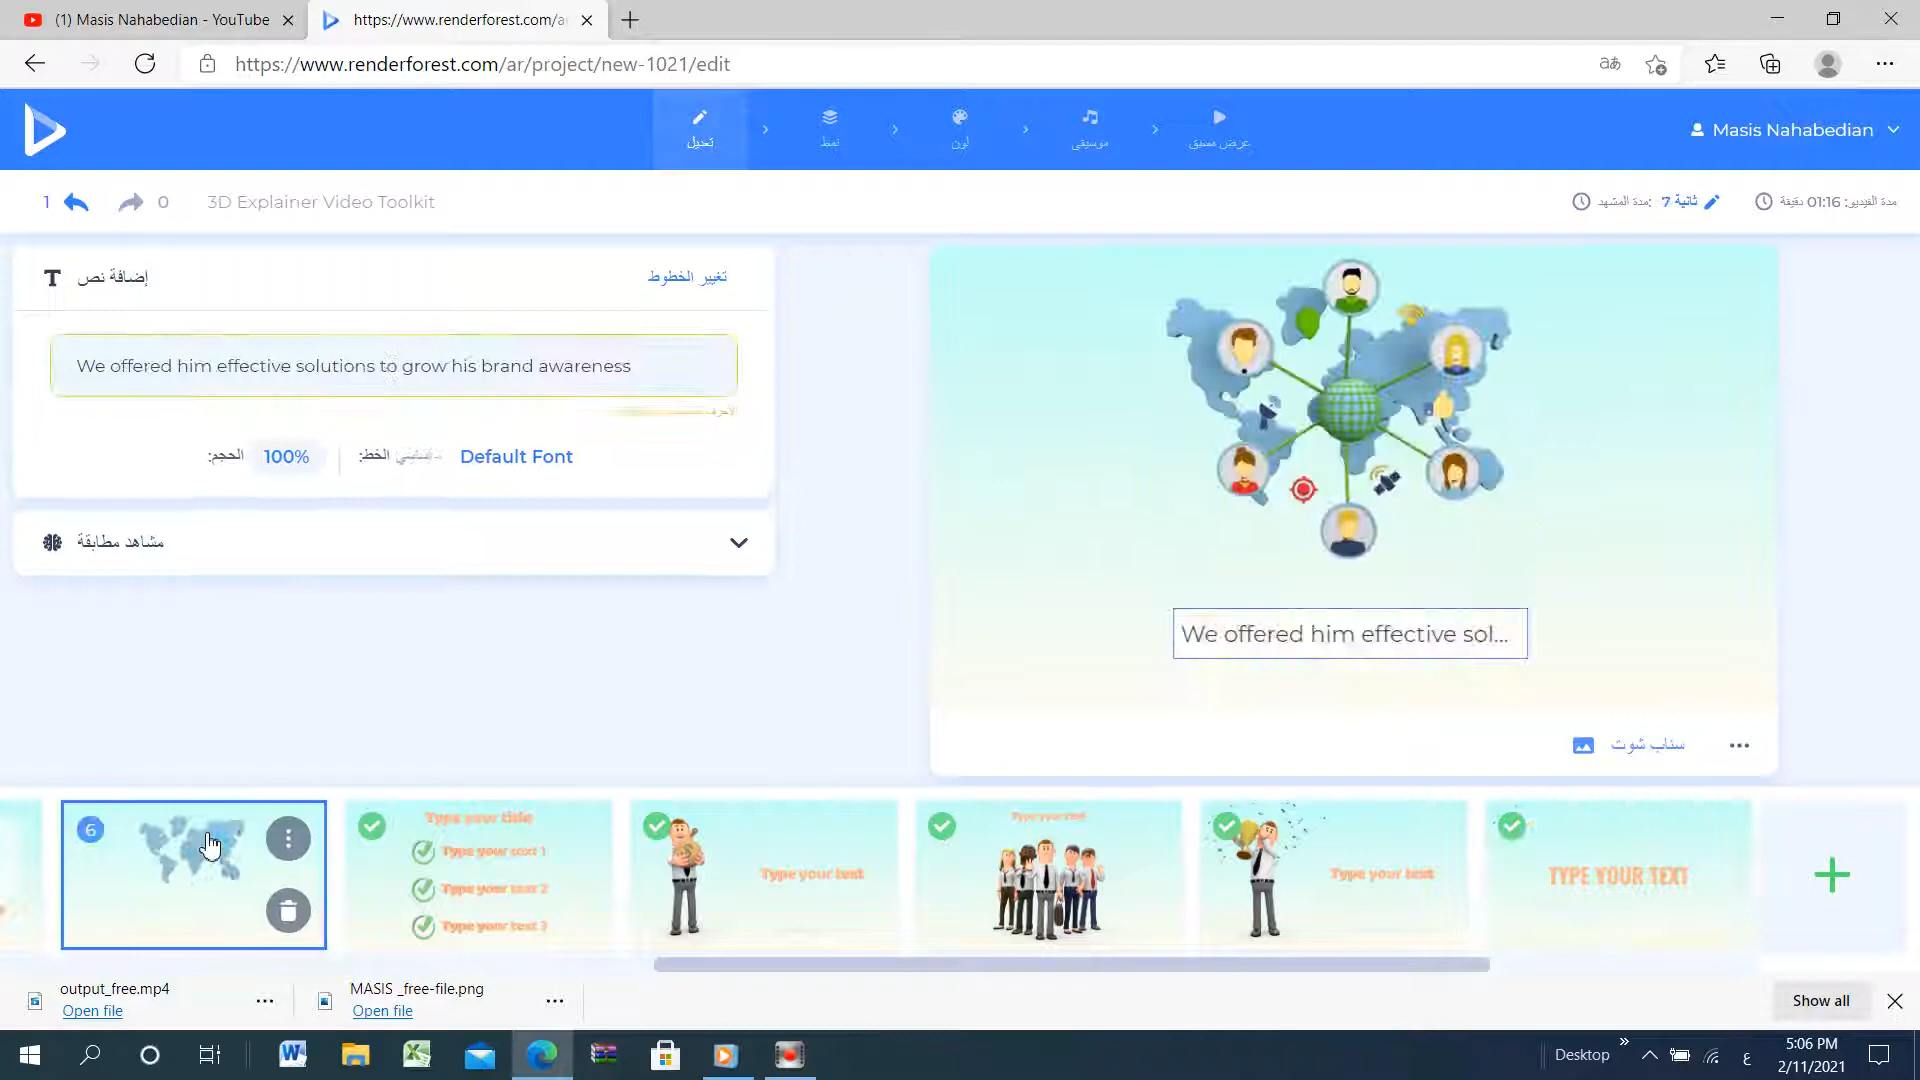 (1) Masis Nahabedian - YouTube
https://www.renderforest.com/a
https://www.renderforest.com/ar/project/new-1021/edit
تعديل
نمط
لون
موسيقى
عرض مسبق
Masis Nahabedian
1
0
3D Explainer Video Toolkit
مدة المشهد: 7 ثانية
مدة الفيديو: 01:16 دقيقة
إضافة نص
تغيير الخطوط
We offered him effective solutions to grow his brand awareness
الأحرف
الحجم:
100%
الخط:
Default Font
مشاهد مطابقة
We offered him effective sol...
سناب شوت
6
Type your title
Type your text 1
Type your text 2
Type your text 3
Type your text
Type your text
Type your text
TYPE YOUR TEXT
output_free.mp4
Open file
MASIS _free-file.png
Open file
Show all
Desktop
ع
5:06 PM
2/11/2021